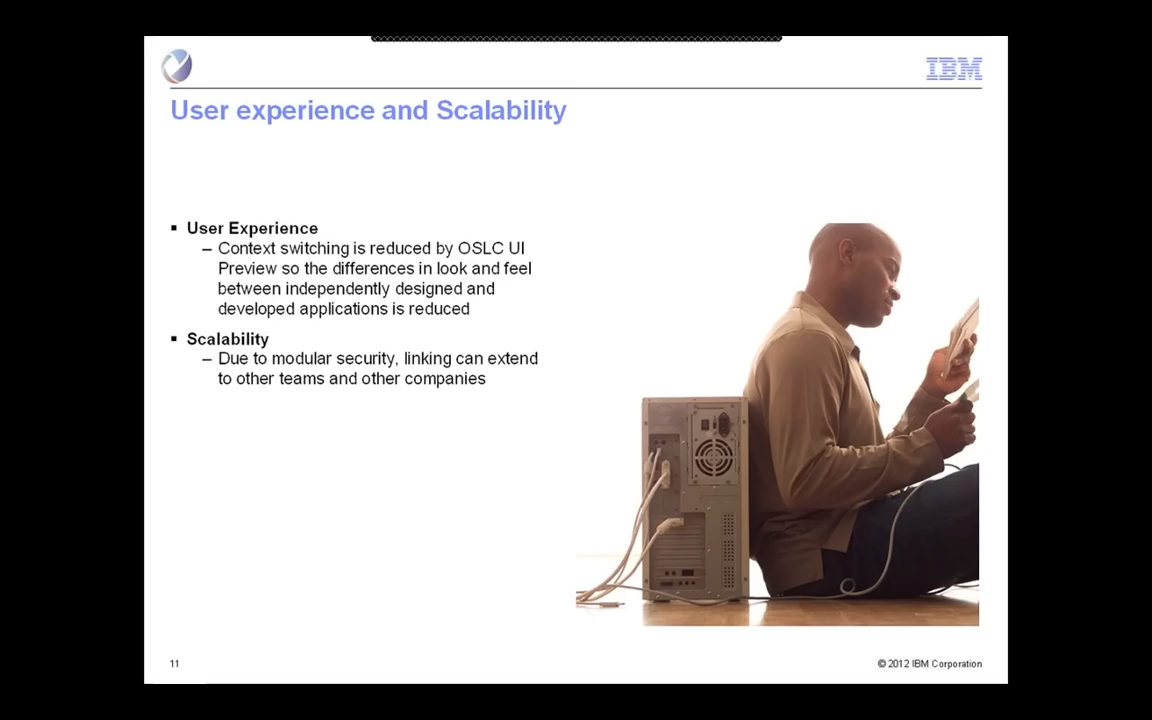 IBM
User experience and Scalability
▪ User Experience
– Context switching is reduced by OSLC UI
Preview so the differences in look and feel
between independently designed and
developed applications is reduced
▪ Scalability
– Due to modular security, linking can extend
to other teams and other companies
11
© 2012 IBM Corporation